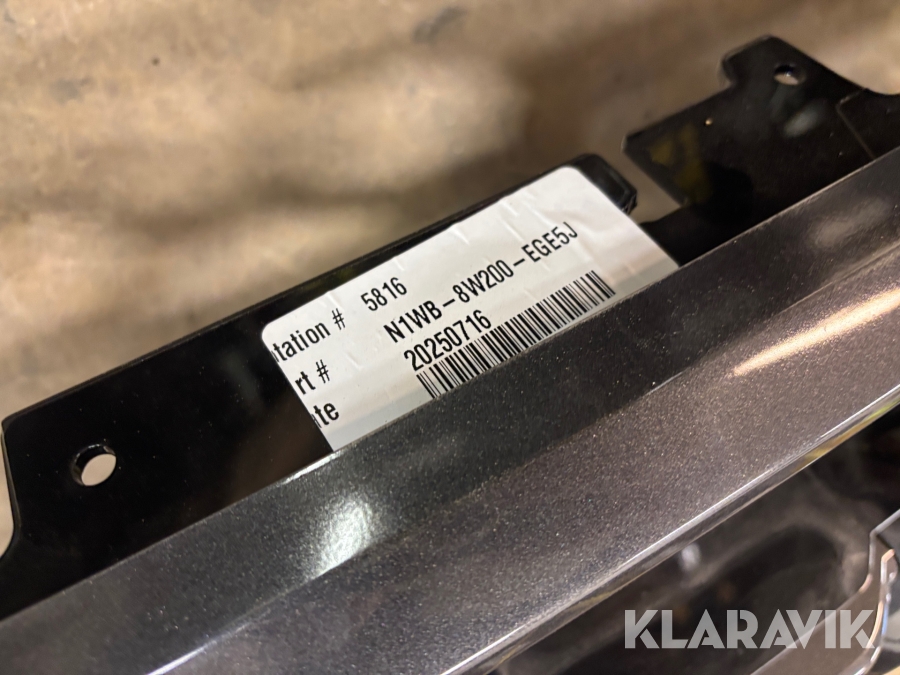 tation # 5816
rt # N1WB-8W200-EGE5J
te 20250716
KLARAVIK